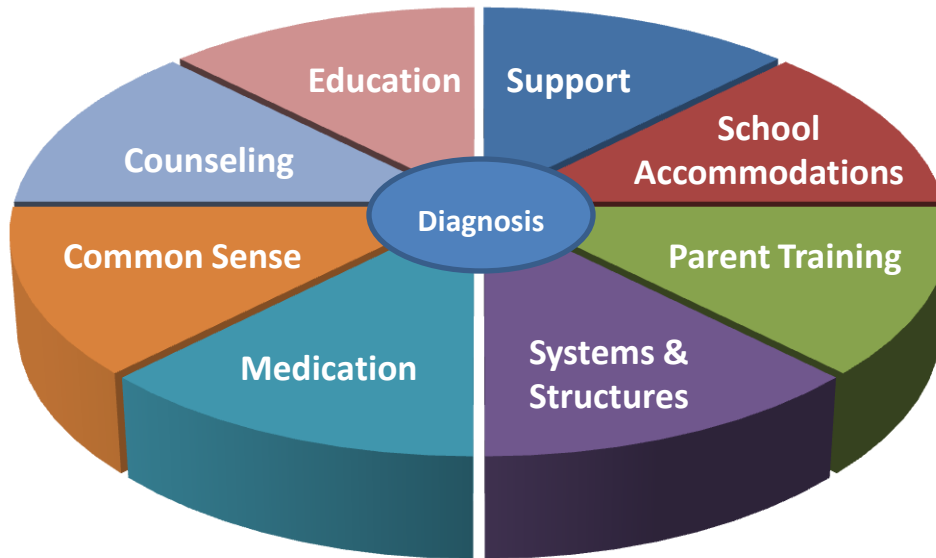 Education
Support
School
Accommodations
Counseling
Diagnosis
Common Sense
Parent Training
Medication
Systems &
Structures